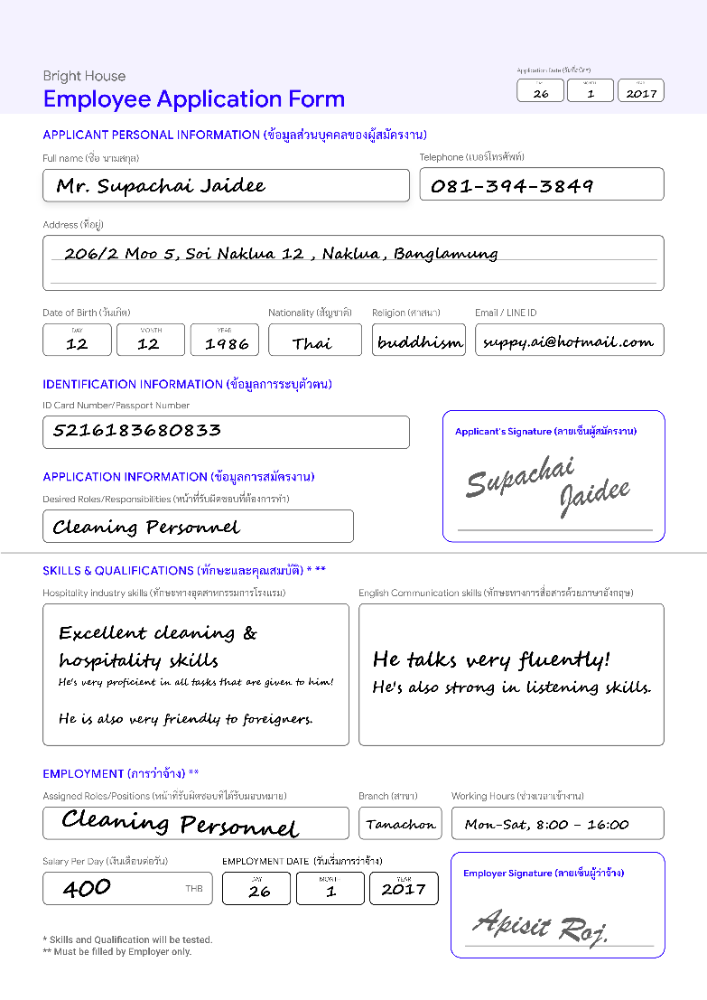 Bright House
Employee Application Form
Application Date (วันที่สมัคร)
DAY MONTH YEAR
26 1 2017
APPLICANT PERSONAL INFORMATION (ข้อมูลส่วนบุคคลของผู้สมัครงาน)
Full name (ชื่อ นามสกุล) Telephone (เบอร์โทรศัพท์)
Mr. Supachai Jaidee 081-394-3849
Address (ที่อยู่)
206/2 Moo 5, Soi Naklua 12 , Naklua, Banglamung
Date of Birth (วันเกิด) Nationality (สัญชาติ) Religion (ศาสนา) Email / LINE ID
DAY MONTH YEAR
12 12 1986 Thai buddhism suppy.ai@hotmail.com
IDENTIFICATION INFORMATION (ข้อมูลการระบุตัวตน)
ID Card Number/Passport Number
5216183680833
Applicant's Signature (ลายเซ็นผู้สมัครงาน)
Supachai
Jaidee
APPLICATION INFORMATION (ข้อมูลการสมัครงาน)
Desired Roles/Responsibilities (หน้าที่รับผิดชอบที่ต้องการทำ)
Cleaning Personnel
SKILLS & QUALIFICATIONS (ทักษะและคุณสมบัติ) * **
Hospitality industry skills (ทักษะทางอุตสาหกรรมการโรงแรม)
Excellent cleaning &
hospitality skills
He's very proficient in all tasks that are given to him!
He is also very friendly to foreigners.
English Communication skills (ทักษะทางการสื่อสารด้วยภาษาอังกฤษ)
He talks very fluently!
He's also strong in listening skills.
EMPLOYMENT (การว่าจ้าง) **
Assigned Roles/Positions (หน้าที่รับผิดชอบที่ได้รับมอบหมาย) Branch (สาขา) Working Hours (ช่วงเวลาเข้างาน)
Cleaning Personnel Tanachon Mon-Sat, 8:00 - 16:00
Salary Per Day (เงินเดือนต่อวัน) EMPLOYMENT DATE (วันเริ่มการว่าจ้าง)
DAY MONTH YEAR
400 THB 26 1 2017
Employer Signature (ลายเซ็นผู้ว่าจ้าง)
Apisit Roj.
* Skills and Qualification will be tested.
** Must be filled by Employer only.